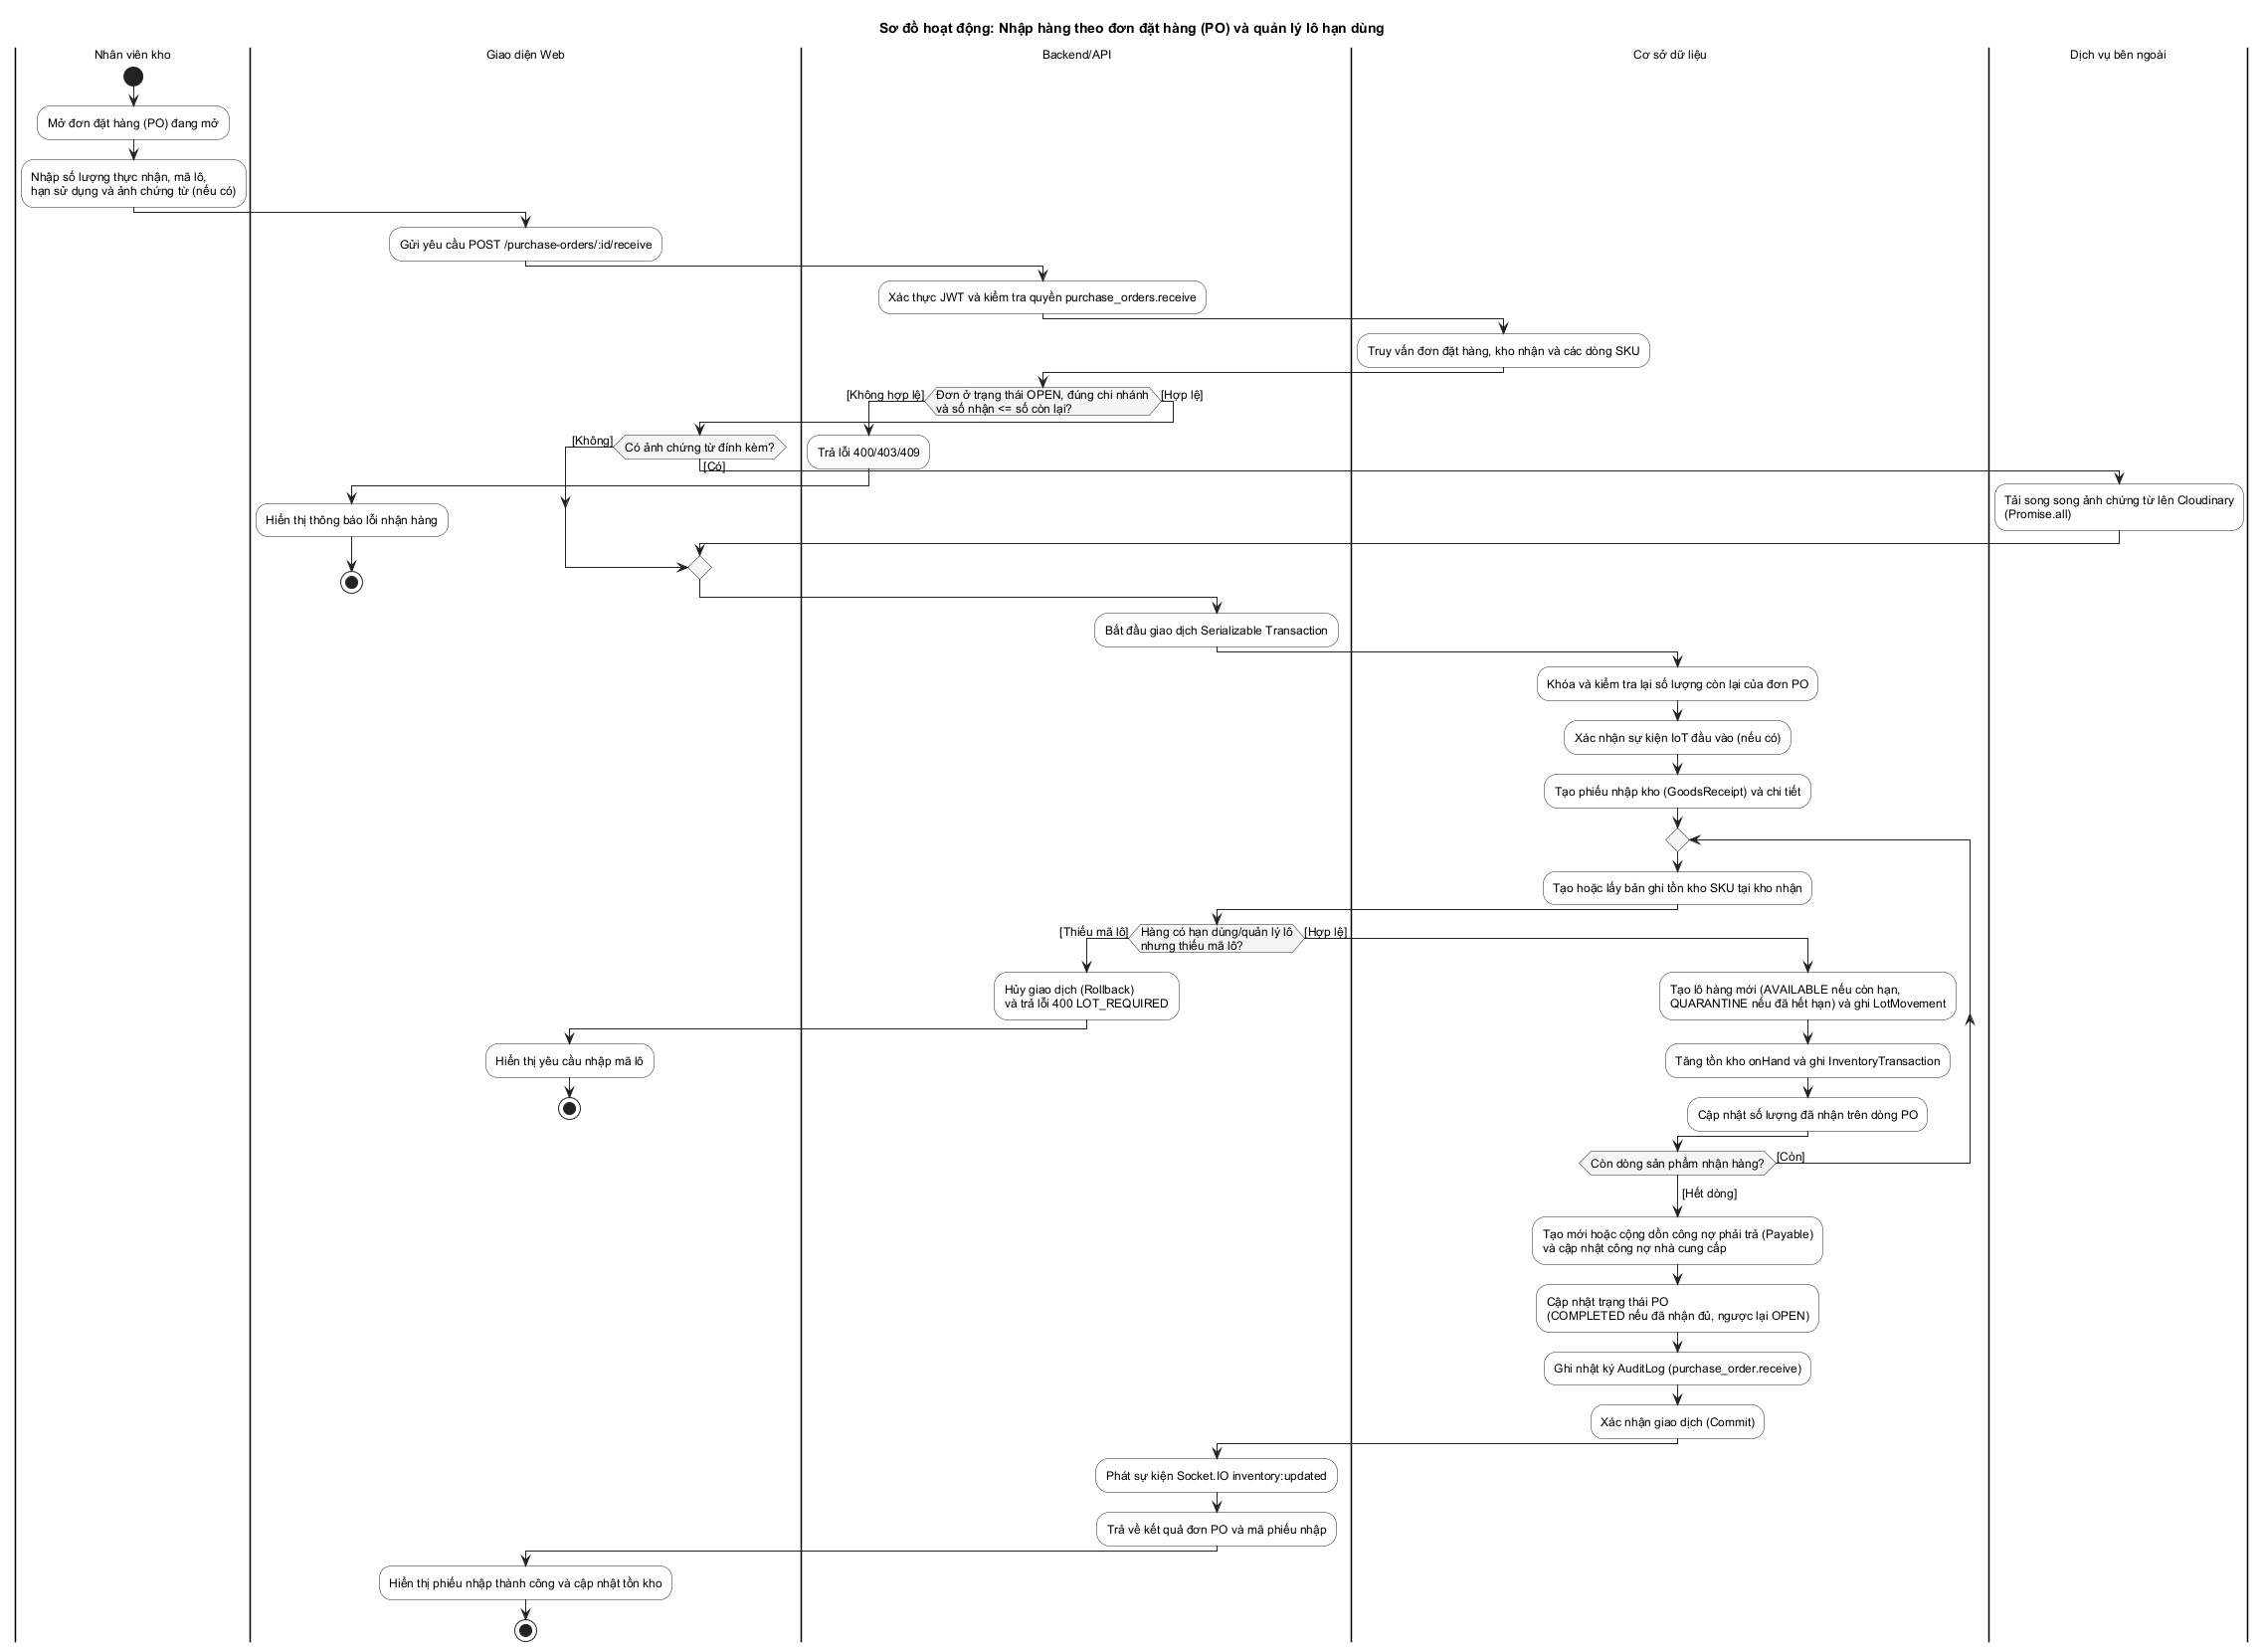 Sơ đồ hoạt động: Nhập hàng theo đơn đặt hàng (PO) và quản lý lô hạn dùng
Nhân viên kho
Giao diện Web
Backend/API
Cơ sở dữ liệu
Dịch vụ bên ngoài
Mở đơn đặt hàng (PO) đang mở
Nhập số lượng thực nhận, mã lô,
hạn sử dụng và ảnh chứng từ (nếu có)
Gửi yêu cầu POST /purchase-orders/:id/receive
Xác thực JWT và kiểm tra quyền purchase_orders.receive
Truy vấn đơn đặt hàng, kho nhận và các dòng SKU
[Không hợp lệ]
Đơn ở trạng thái OPEN, đúng chi nhánh
và số nhận <= số còn lại?
[Hợp lệ]
[Không]
Có ảnh chứng từ đính kèm?
[Có]
Trả lỗi 400/403/409
Hiển thị thông báo lỗi nhận hàng
Tải song song ảnh chứng từ lên Cloudinary
(Promise.all)
Bắt đầu giao dịch Serializable Transaction
Khóa và kiểm tra lại số lượng còn lại của đơn PO
Xác nhận sự kiện IoT đầu vào (nếu có)
Tạo phiếu nhập kho (GoodsReceipt) và chi tiết
Tạo hoặc lấy bản ghi tồn kho SKU tại kho nhận
[Thiếu mã lô]
Hàng có hạn dùng/quản lý lô
nhưng thiếu mã lô?
[Hợp lệ]
Hủy giao dịch (Rollback)
và trả lỗi 400 LOT_REQUIRED
Tạo lô hàng mới (AVAILABLE nếu còn hạn,
QUARANTINE nếu đã hết hạn) và ghi LotMovement
Hiển thị yêu cầu nhập mã lô
Tăng tồn kho onHand và ghi InventoryTransaction
Cập nhật số lượng đã nhận trên dòng PO
Còn dòng sản phẩm nhận hàng?
[Còn]
[Hết dòng]
Tạo mới hoặc cộng dồn công nợ phải trả (Payable)
và cập nhật công nợ nhà cung cấp
Cập nhật trạng thái PO
(COMPLETED nếu đã nhận đủ, ngược lại OPEN)
Ghi nhật ký AuditLog (purchase_order.receive)
Xác nhận giao dịch (Commit)
Phát sự kiện Socket.IO inventory:updated
Trả về kết quả đơn PO và mã phiếu nhập
Hiển thị phiếu nhập thành công và cập nhật tồn kho